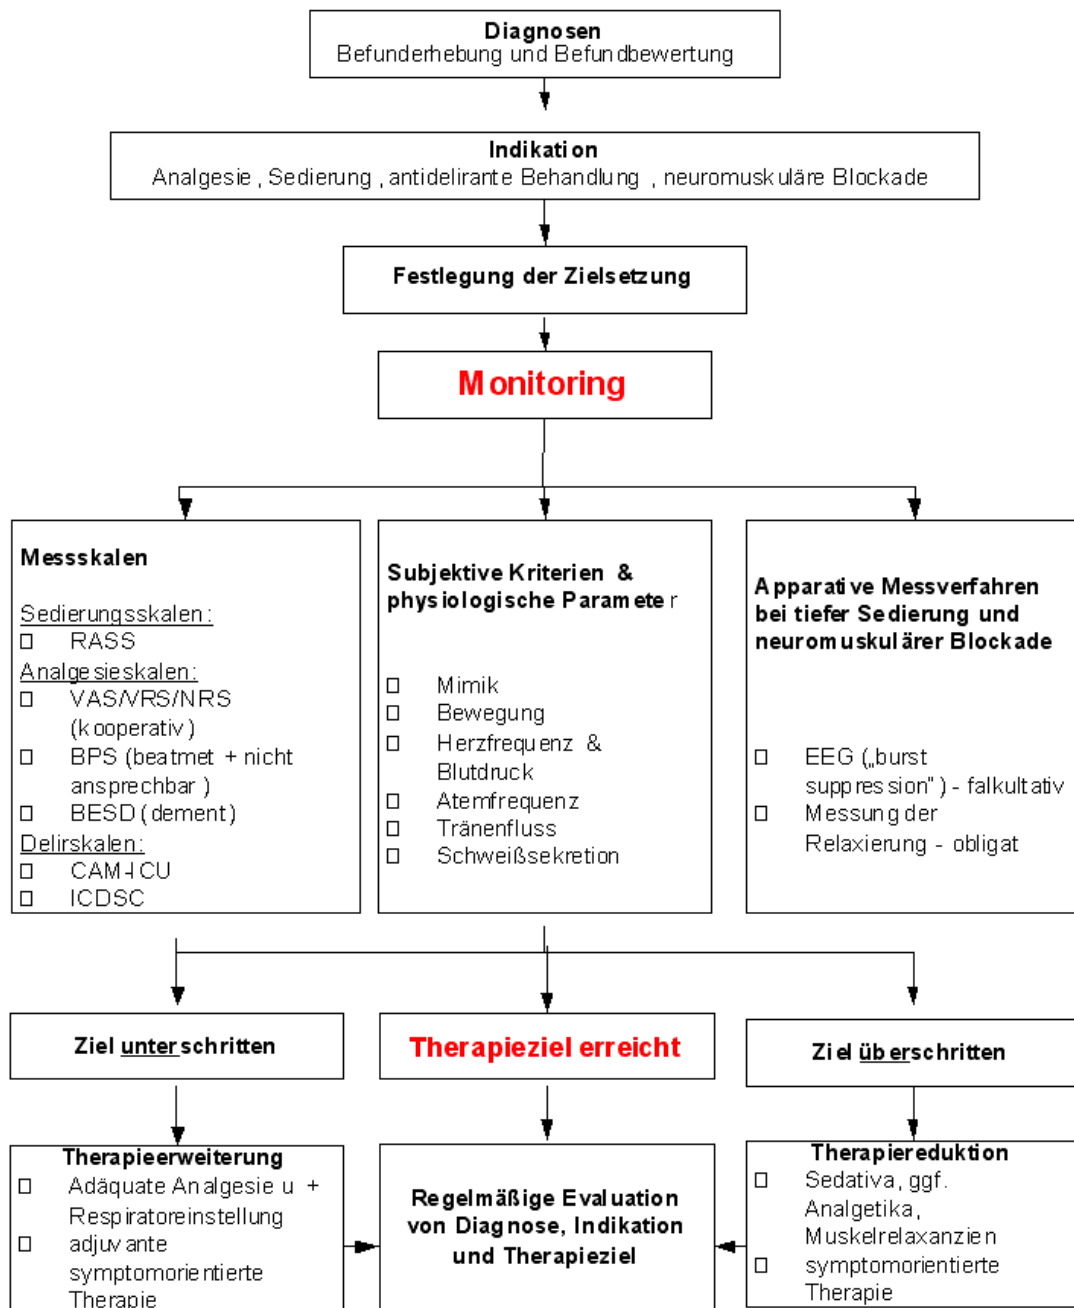 Diagnosen
Befunderhebung und Befundbewertung
Indikation
Analgesie, Sedierung, antidelirante Behandlung, neuromuskuläre Blockade
Festlegung der Zielsetzung
Monitoring
Messskalen
Sedierungsskalen:
RASS
Analgesieskalen:
VAS/VRS/NRS
(kooperativ)
BPS (beatmet + nicht
ansprechbar)
BESD (dement)
Delirskalen:
CAM-ICU
ICDSC
Subjektive Kriterien &
physiologische Parameter
Mimik
Bewegung
Herzfrequenz &
Blutdruck
Atemfrequenz
Tränenfluss
Schweißsekretion
Apparative Messverfahren
bei tiefer Sedierung und
neuromuskulärer Blockade
EEG („burst
suppression") - falkultativ
Messung der
Relaxierung - obligat
Ziel unterschritten
Therapieziel erreicht
Ziel überschritten
Therapieerweiterung
Adäquate Analgesie u +
Respiratoreinstellung
adjuvante
symptomorientierte
Therapie
Regelmäßige Evaluation
von Diagnose, Indikation
und Therapieziel
Therapiereduktion
Sedativa, ggf.
Analgetika,
Muskelrelaxanzien
symptomorientierte
Therapie